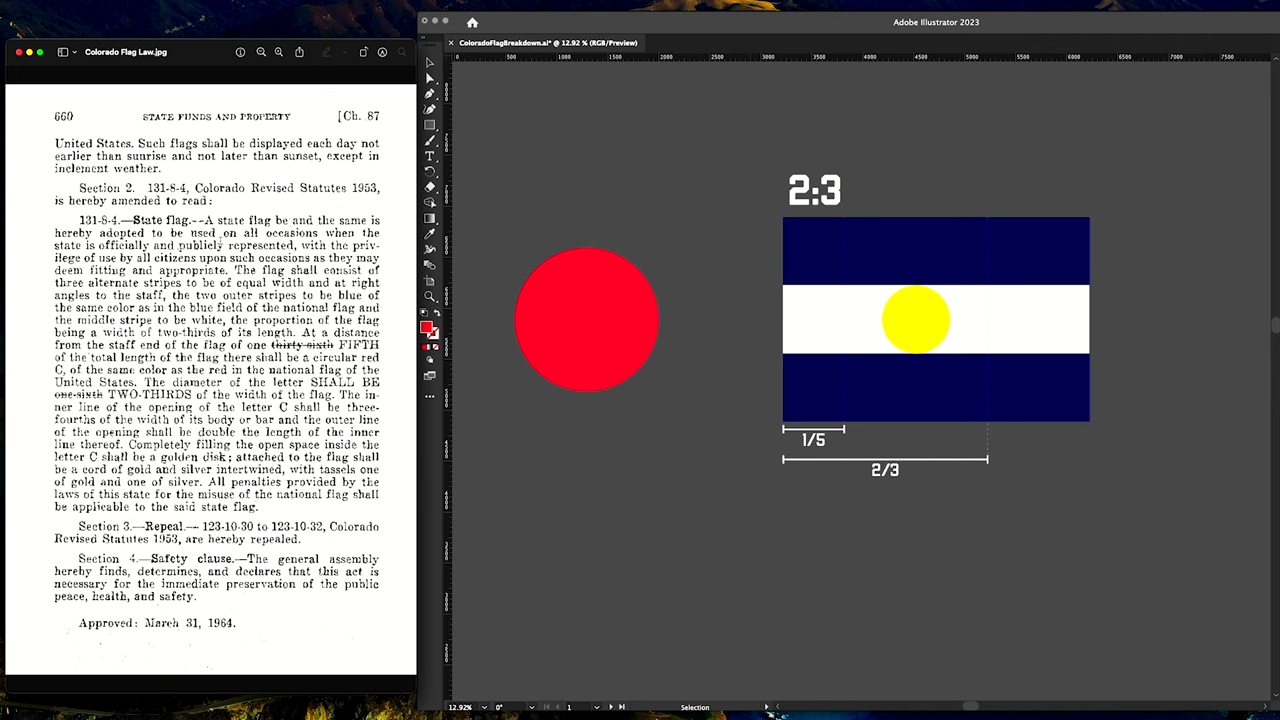 Adobe Illustrator 2023
Colorado Flag Law.jpg
ColoradoFlagBreakdown.ai* @ 12.92 % (RGB/Preview)
0 500 1000 1500 2000 2500 3000 3500 4000 4500 5000 5500 6000 6500 7000 7500
660 STATE FUNDS AND PROPERTY [Ch. 87
United States. Such flags shall be displayed each day not
earlier than sunrise and not later than sunset, except in
inclement weather.
Section 2. 131-8-4, Colorado Revised Statutes 1953,
is hereby amended to read:
131-8-4.—State flag.--A state flag be and the same is
hereby adopted to be used on all occasions when the
state is officially and publicly represented, with the priv-
ilege of use by all citizens upon such occasions as they may
deem fitting and appropriate. The flag shall consist of
three alternate stripes to be of equal width and at right
angles to the staff, the two outer stripes to be blue of
the same color as in the blue field of the national flag and
the middle stripe to be white, the proportion of the flag
being a width of two-thirds of its length. At a distance
from the staff end of the flag of one thirty-sixth FIFTH
of the total length of the flag there shall be a circular red
C, of the same color as the red in the national flag of the
United States. The diameter of the letter SHALL BE
one-sixth TWO-THIRDS of the width of the flag. The in-
ner line of the opening of the letter C shall be three-
fourths of the width of its body or bar and the outer line
of the opening shall be double the length of the inner
line thereof. Completely filling the open space inside the
letter C shall be a golden disk; attached to the flag shall
be a cord of gold and silver intertwined, with tassels one
of gold and one of silver. All penalties provided by the
laws of this state for the misuse of the national flag shall
be applicable to the said state flag.
Section 3.—Repeal.— 123-10-30 to 123-10-32, Colorado
Revised Statutes 1953, are hereby repealed.
Section 4.—Safety clause.—The general assembly
hereby finds, determines, and declares that this act is
necessary for the immediate preservation of the public
peace, health, and safety.
Approved: March 31, 1964.
2:3
1/5
2/3
12.92% 0° 1 Selection